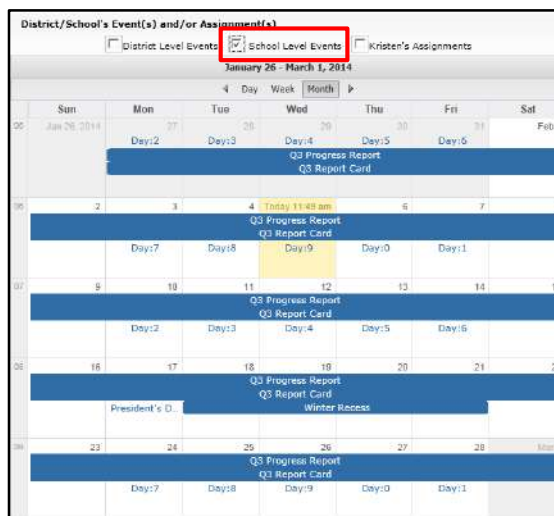 District/School's Event(s) and/or Assignment(s)
District Level Events School Level Events Kristen's Assignments
January 26 - March 1, 2014
Day Week Month
Sun Mon Tue Wed Thu Fri Sat
Jan 26, 2014 27 28 29 30 31 Feb
Day:2 Day:3 Day:4 Day:5 Day:6
Q3 Progress Report
Q3 Report Card
2 3 4 Today 11:49 am 6 7
Q3 Progress Report
Q3 Report Card
Day:7 Day:8 Day:9 Day:0 Day:1
07 9 10 11 12 13 14
Q3 Progress Report
Q3 Report Card
Day:2 Day:3 Day:4 Day:5 Day:6
16 17 18 19 20 21
Q3 Progress Report
Q3 Report Card
President's D.. Winter Recess
23 24 25 26 27 28
Q3 Progress Report
Q3 Report Card
Day:7 Day:8 Day:9 Day:0 Day:1